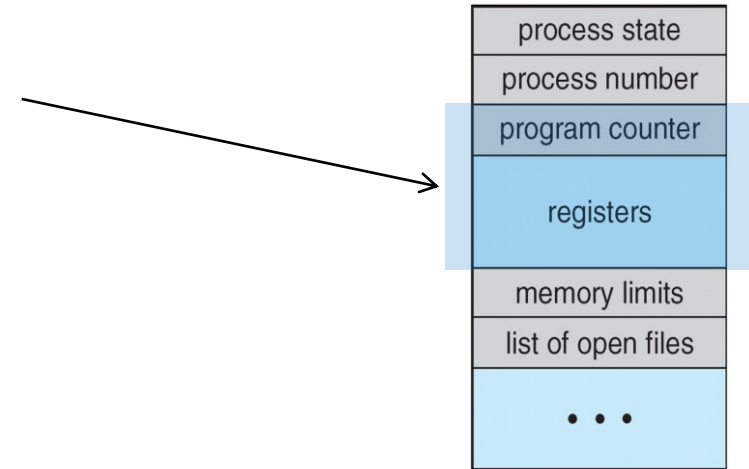 process state
process number
program counter
registers
memory limits
list of open files
• • •